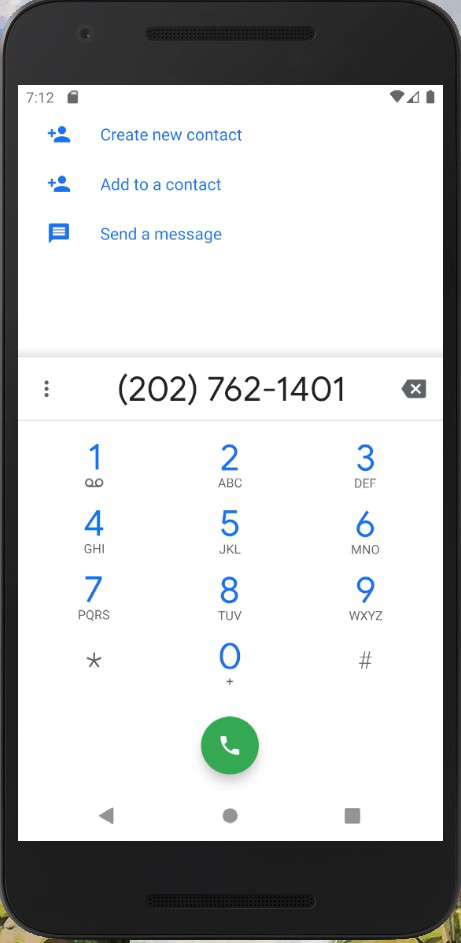 7:12
Create new contact
Add to a contact
Send a message
(202) 762-1401
1 2 3
ABC DEF
4 5 6
GHI JKL MNO
7 8 9
PQRS TUV WXYZ
* 0 #
+